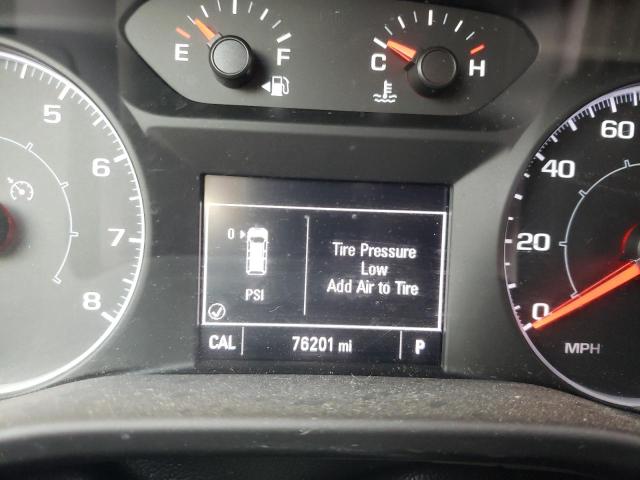 E F
C H
5
6
7
8
60
40
20
0
MPH
0
PSI
Tire Pressure
Low
Add Air to Tire
CAL 76201 mi P